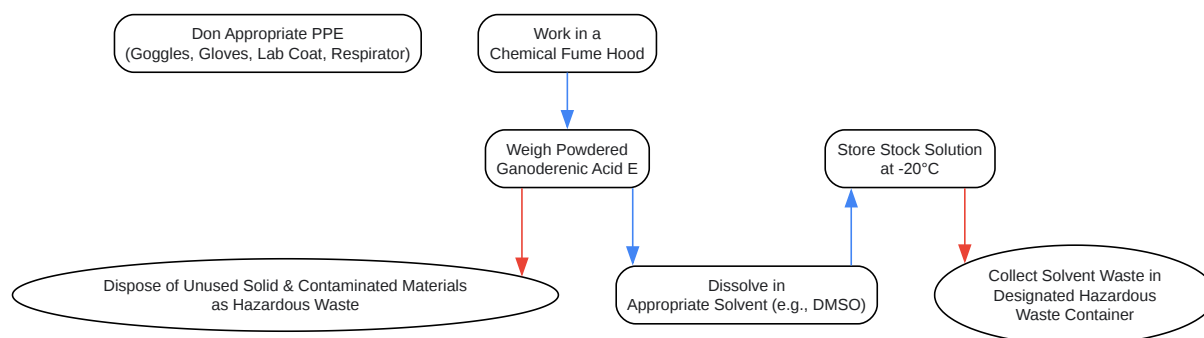 Don Appropriate PPE
(Goggles, Gloves, Lab Coat, Respirator)
Work in a
Chemical Fume Hood
Weigh Powdered
Ganoderenic Acid E
Store Stock Solution
at -20°C
Dispose of Unused Solid & Contaminated Materials
as Hazardous Waste
Dissolve in
Appropriate Solvent (e.g., DMSO)
Collect Solvent Waste in
Designated Hazardous
Waste Container